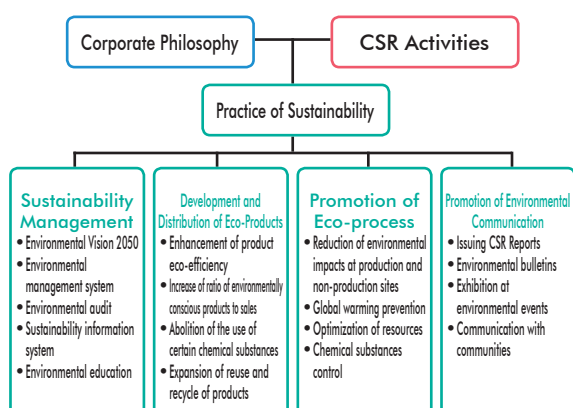 Corporate Philosophy
CSR Activities
Practice of Sustainability
Sustainability
Management
• Environmental Vision 2050
• Environmental
management system
• Environmental audit
• Sustainability information
system
• Environmental education
Development and
Distribution of Eco-Products
• Enhancement of product
eco-efficiency
• Increase of ratio of environmentally
conscious products to sales
• Abolition of the use of
certain chemical substances
• Expansion of reuse and
recycle of products
Promotion of
Eco-process
• Reduction of environmental
impacts at production and
non-production sites
• Global warming prevention
• Optimization of resources
• Chemical substances
control
Promotion of Environmental
Communication
• Issuing CSR Reports
• Environmental bulletins
• Exhibition at
environmental events
• Communication with
communities